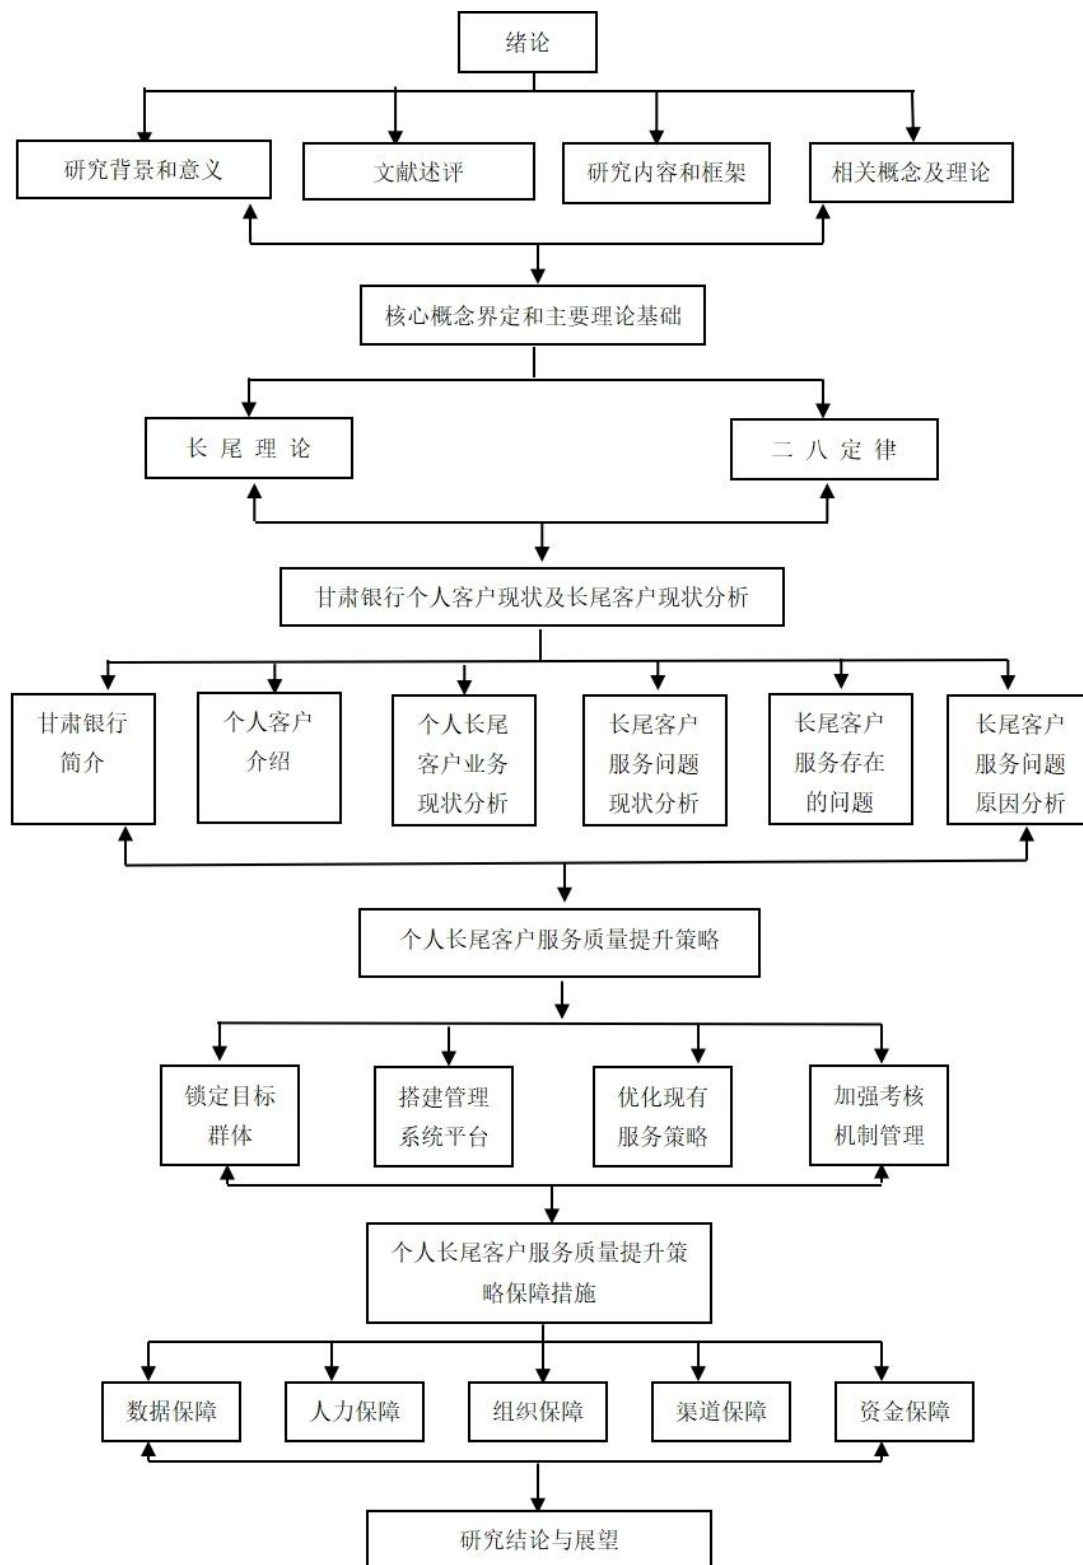 绪论
研究背景和意义
文献述评
研究内容和框架
相关概念及理论
核心概念界定和主要理论基础
长 尾 理 论
二 八 定 律
甘肃银行个人客户现状及长尾客户现状分析
甘肃银行
简介
个人客户
介绍
个人长尾
客户业务
现状分析
长尾客户
服务问题
现状分析
长尾客户
服务存在
的问题
长尾客户
服务问题
原因分析
个人长尾客户服务质量提升策略
锁定目标
群体
搭建管理
系统平台
优化现有
服务策略
加强考核
机制管理
个人长尾客户服务质量提升策
略保障措施
数据保障
人力保障
组织保障
渠道保障
资金保障
研究结论与展望